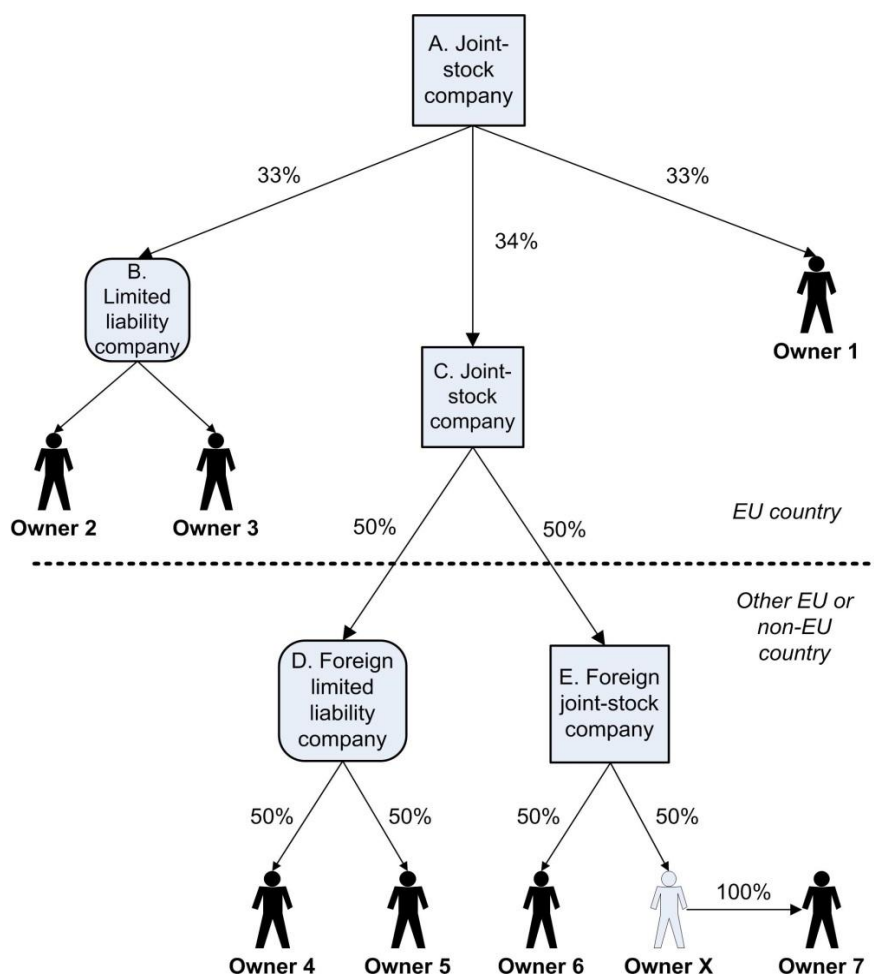 A. Joint-
stock
company
33%
34%
33%
B.
Limited
liability
company
Owner 1
C. Joint-
stock
company
Owner 2
Owner 3
50%
50%
EU country
Other EU or
non-EU
country
D. Foreign
limited
liability
company
E. Foreign
joint-stock
company
50%
50%
50%
50%
100%
Owner 4
Owner 5
Owner 6
Owner X
Owner 7